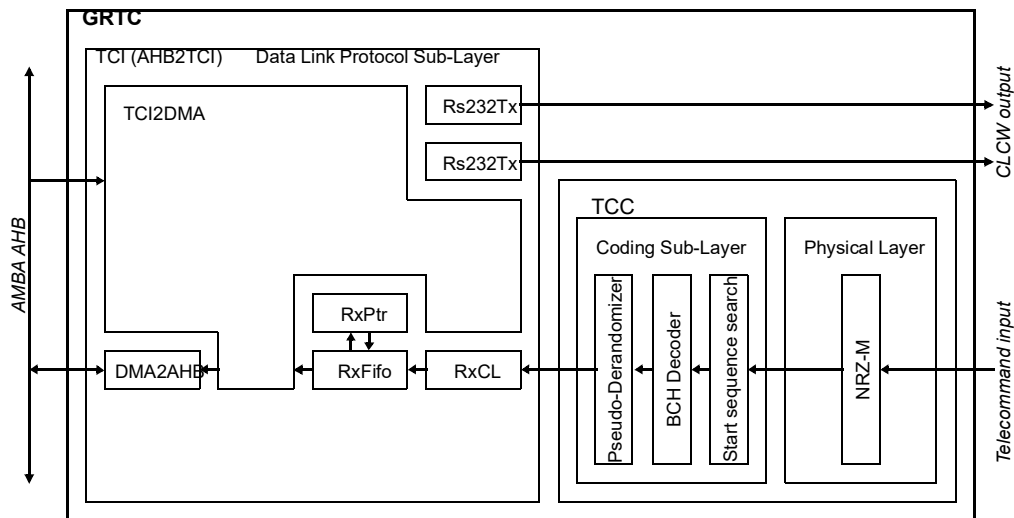 GRTC
TCI (AHB2TCI) Data Link Protocol Sub-Layer
TCI2DMA
Rs232Tx
Rs232Tx
CLCW output
TCC
Coding Sub-Layer
Physical Layer
AMBA AHB
RxPtr
DMA2AHB
RxFifo
RxCL
Pseudo-Derandomizer
BCH Decoder
Start sequence search
NRZ-M
Telecommand input